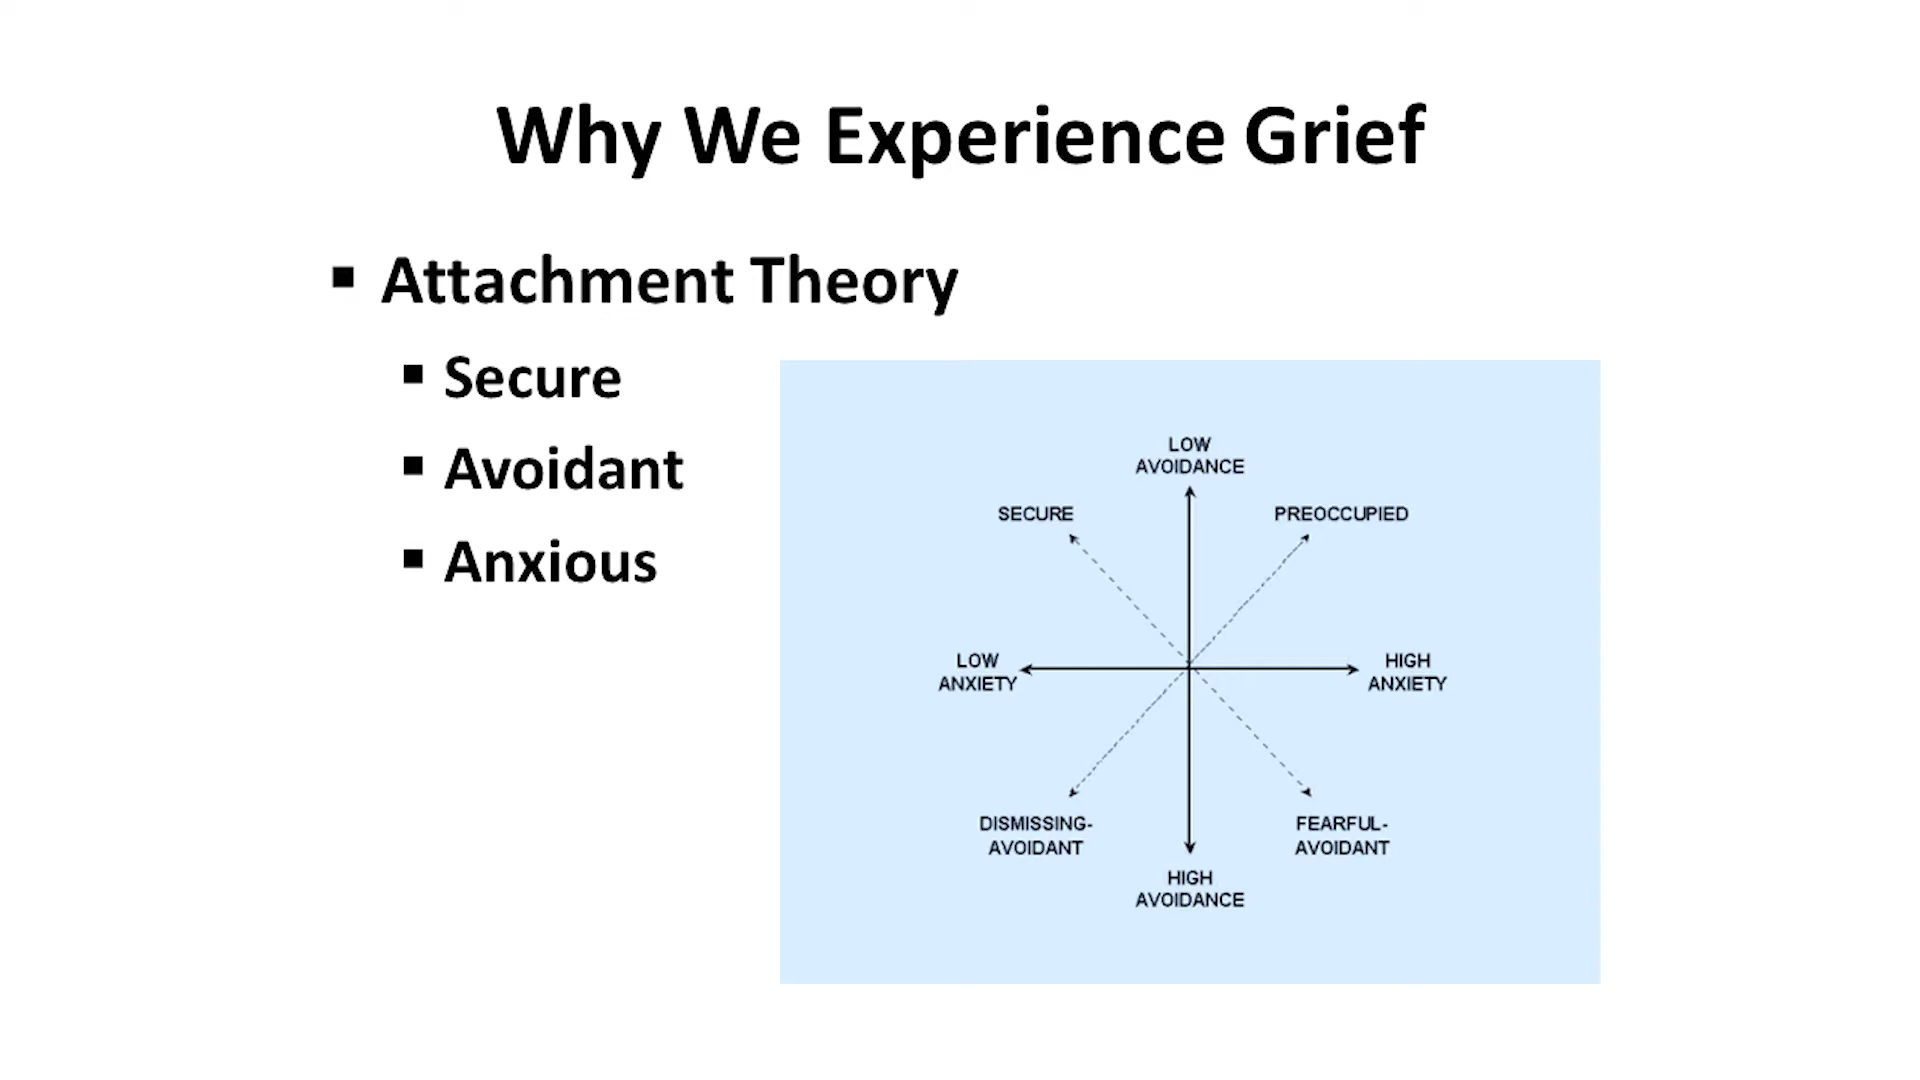 Why We Experience Grief
Attachment Theory
Secure
Avoidant
Anxious
LOW
AVOIDANCE
SECURE
PREOCCUPIED
LOW
ANXIETY
HIGH
ANXIETY
DISMISSING-
AVOIDANT
FEARFUL-
AVOIDANT
HIGH
AVOIDANCE